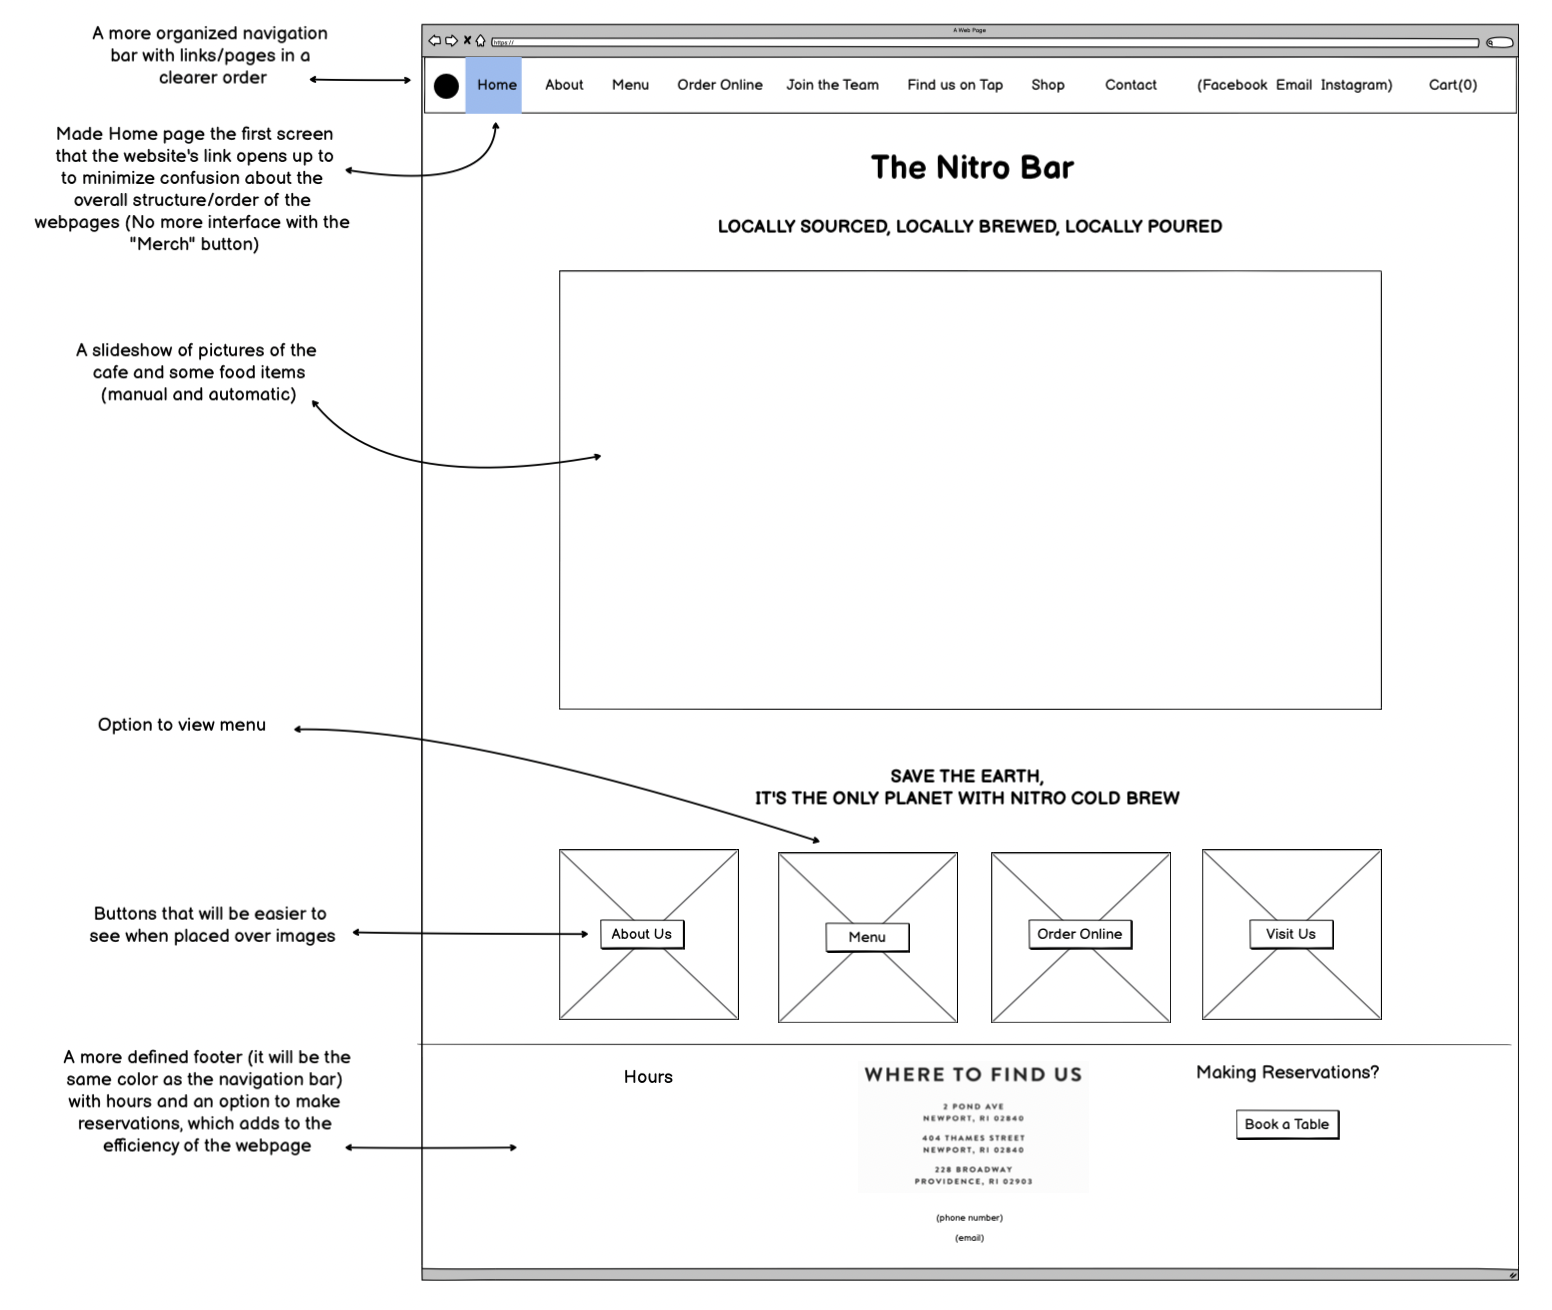 A more organized navigation
bar with links/pages in a
clearer order
Made Home page the first screen
that the website's link opens up to
to minimize confusion about the
overall structure/order of the
webpages (No more interface with the
"Merch" button)
A slideshow of pictures of the
cafe and some food items
(manual and automatic)
Option to view menu
Buttons that will be easier to
see when placed over images
A more defined footer (it will be the
same color as the navigation bar)
with hours and an option to make
reservations, which adds to the
efficiency of the webpage
A Web Page
https://
Home About Menu Order Online Join the Team Find us on Tap Shop Contact (Facebook Email Instagram) Cart(0)
The Nitro Bar
LOCALLY SOURCED, LOCALLY BREWED, LOCALLY POURED
SAVE THE EARTH,
IT'S THE ONLY PLANET WITH NITRO COLD BREW
About Us Menu Order Online Visit Us
Hours
WHERE TO FIND US
2 POND AVE
NEWPORT, RI 02840
404 THAMES STREET
NEWPORT, RI 02840
228 BROADWAY
PROVIDENCE, RI 02903
(phone number)
(email)
Making Reservations?
Book a Table